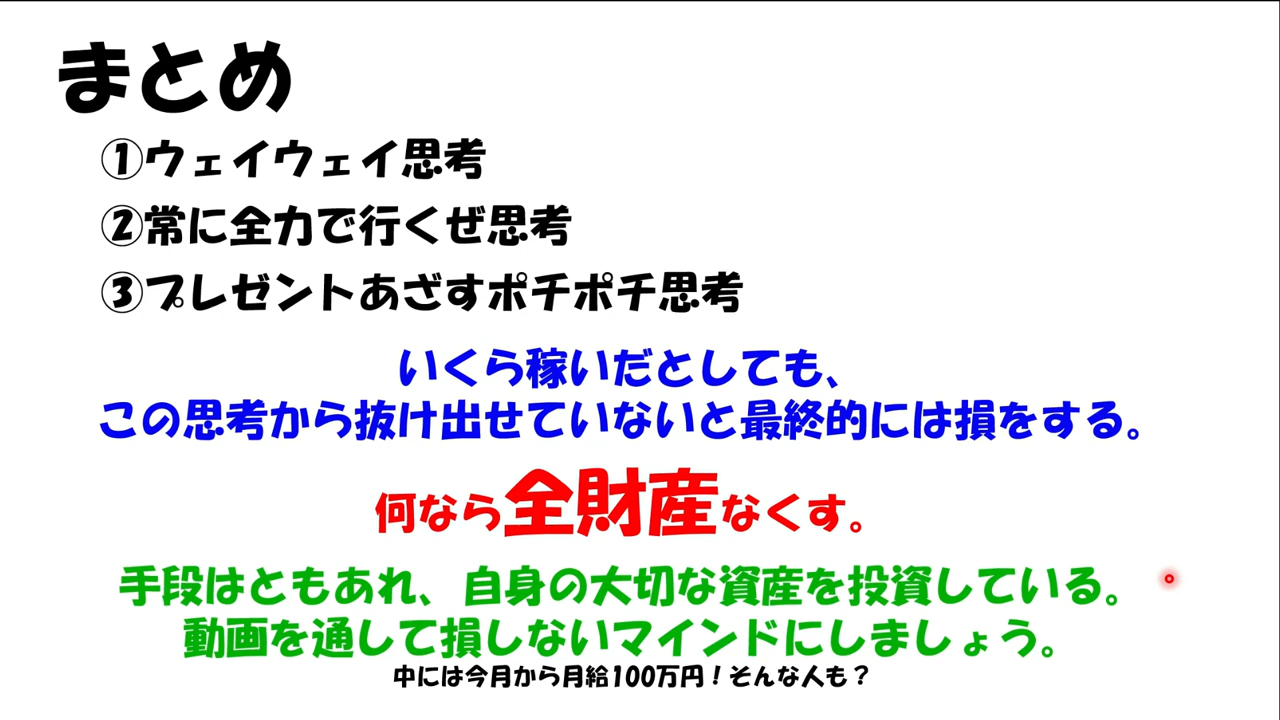 まとめ
①ウェイウェイ思考
②常に全力で行くぜ思考
③プレゼントあざすポチポチ思考
いくら稼いだとしても、
この思考から抜け出せていないと最終的には損をする。
何なら全財産なくす。
手段はともあれ、自身の大切な資産を投資している。
動画を通して損しないマインドにしましょう。
中には今月から月給100万円！そんな人も？